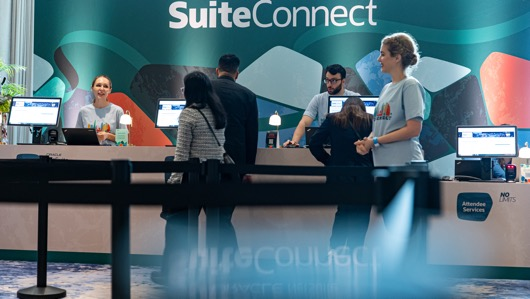 SuiteConnect
NO
LIMITS
Attendee
Services